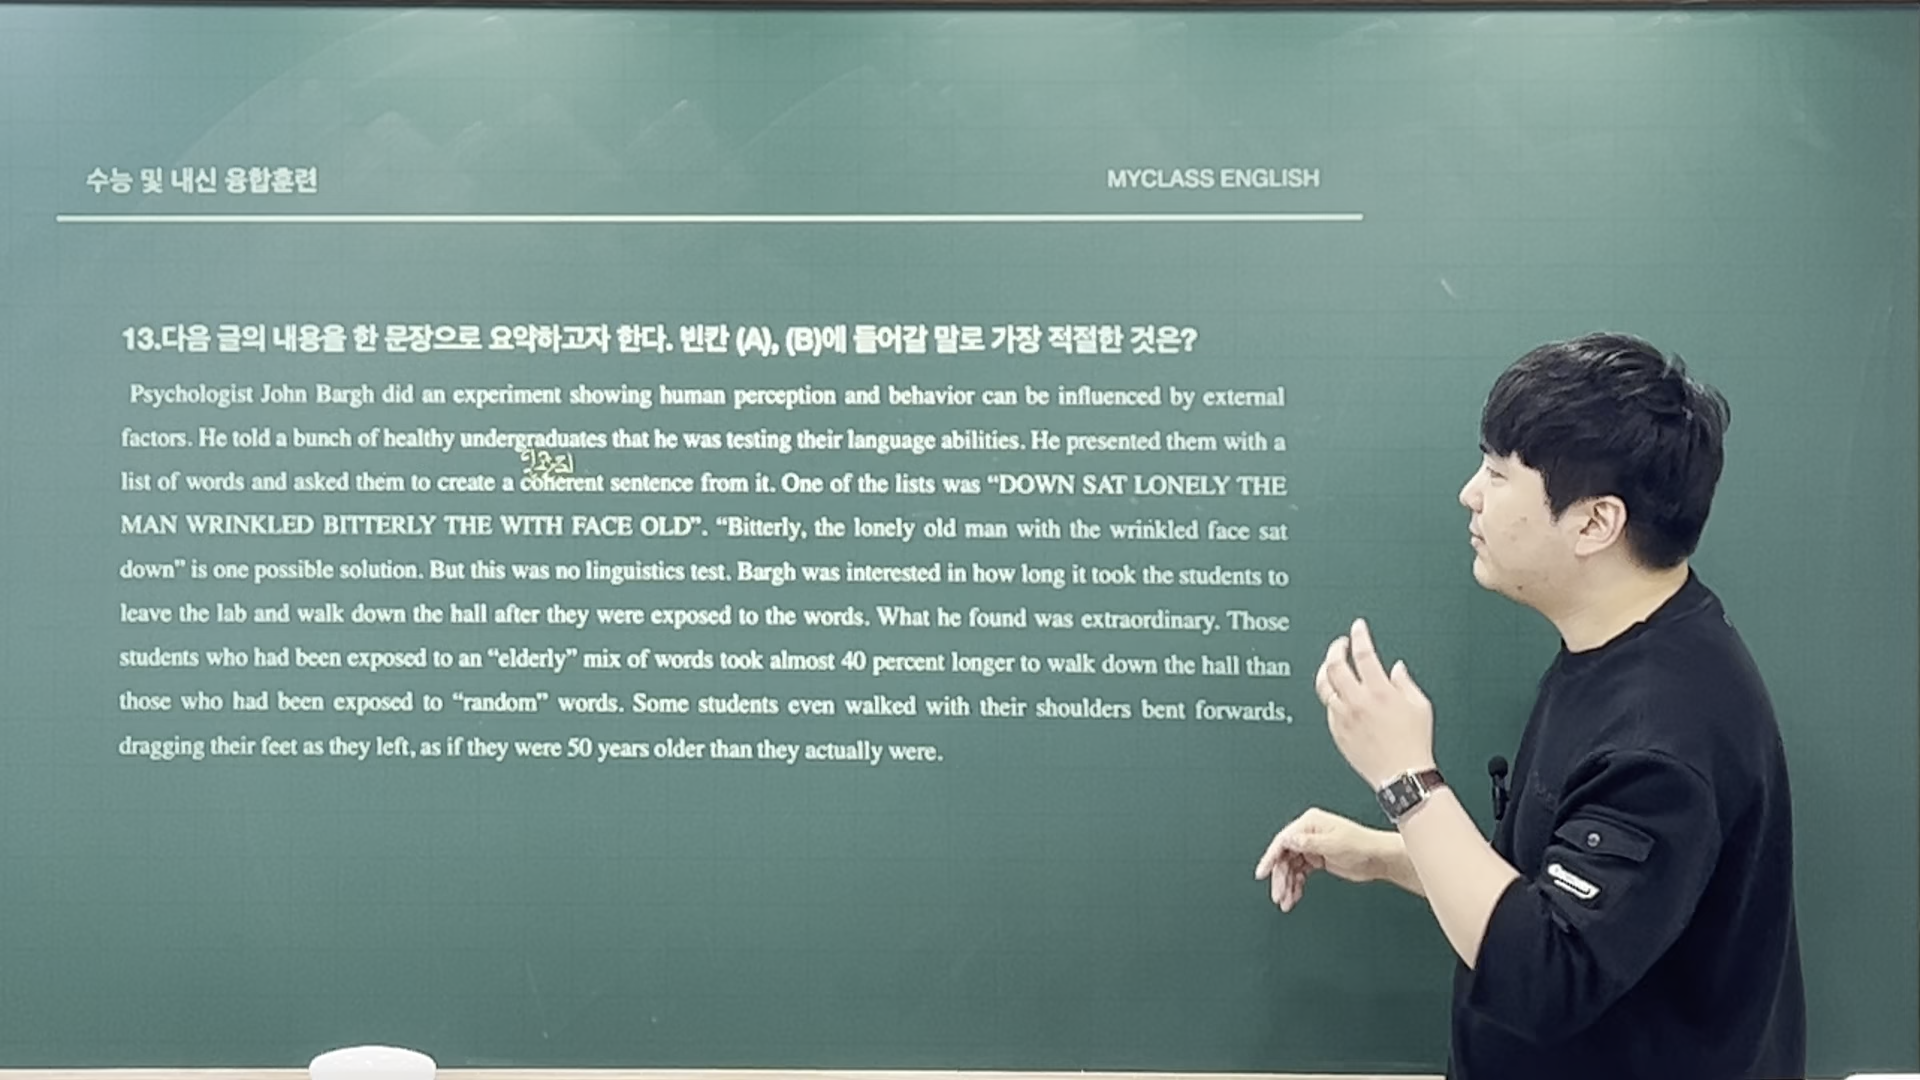 수능 및 내신 융합훈련
MYCLASS ENGLISH
13.다음 글의 내용을 한 문장으로 요약하고자 한다. 빈칸 (A), (B)에 들어갈 말로 가장 적절한 것은?
Psychologist John Bargh did an experiment showing human perception and behavior can be influenced by external
factors. He told a bunch of healthy undergraduates that he was testing their language abilities. He presented them with a
list of words and asked them to create a coherent sentence from it. One of the lists was “DOWN SAT LONELY THE
MAN WRINKLED BITTERLY THE WITH FACE OLD”. “Bitterly, the lonely old man with the wrinkled face sat
down” is one possible solution. But this was no linguistics test. Bargh was interested in how long it took the students to
leave the lab and walk down the hall after they were exposed to the words. What he found was extraordinary. Those
students who had been exposed to an “elderly” mix of words took almost 40 percent longer to walk down the hall than
those who had been exposed to “random” words. Some students even walked with their shoulders bent forwards,
dragging their feet as they left, as if they were 50 years older than they actually were.